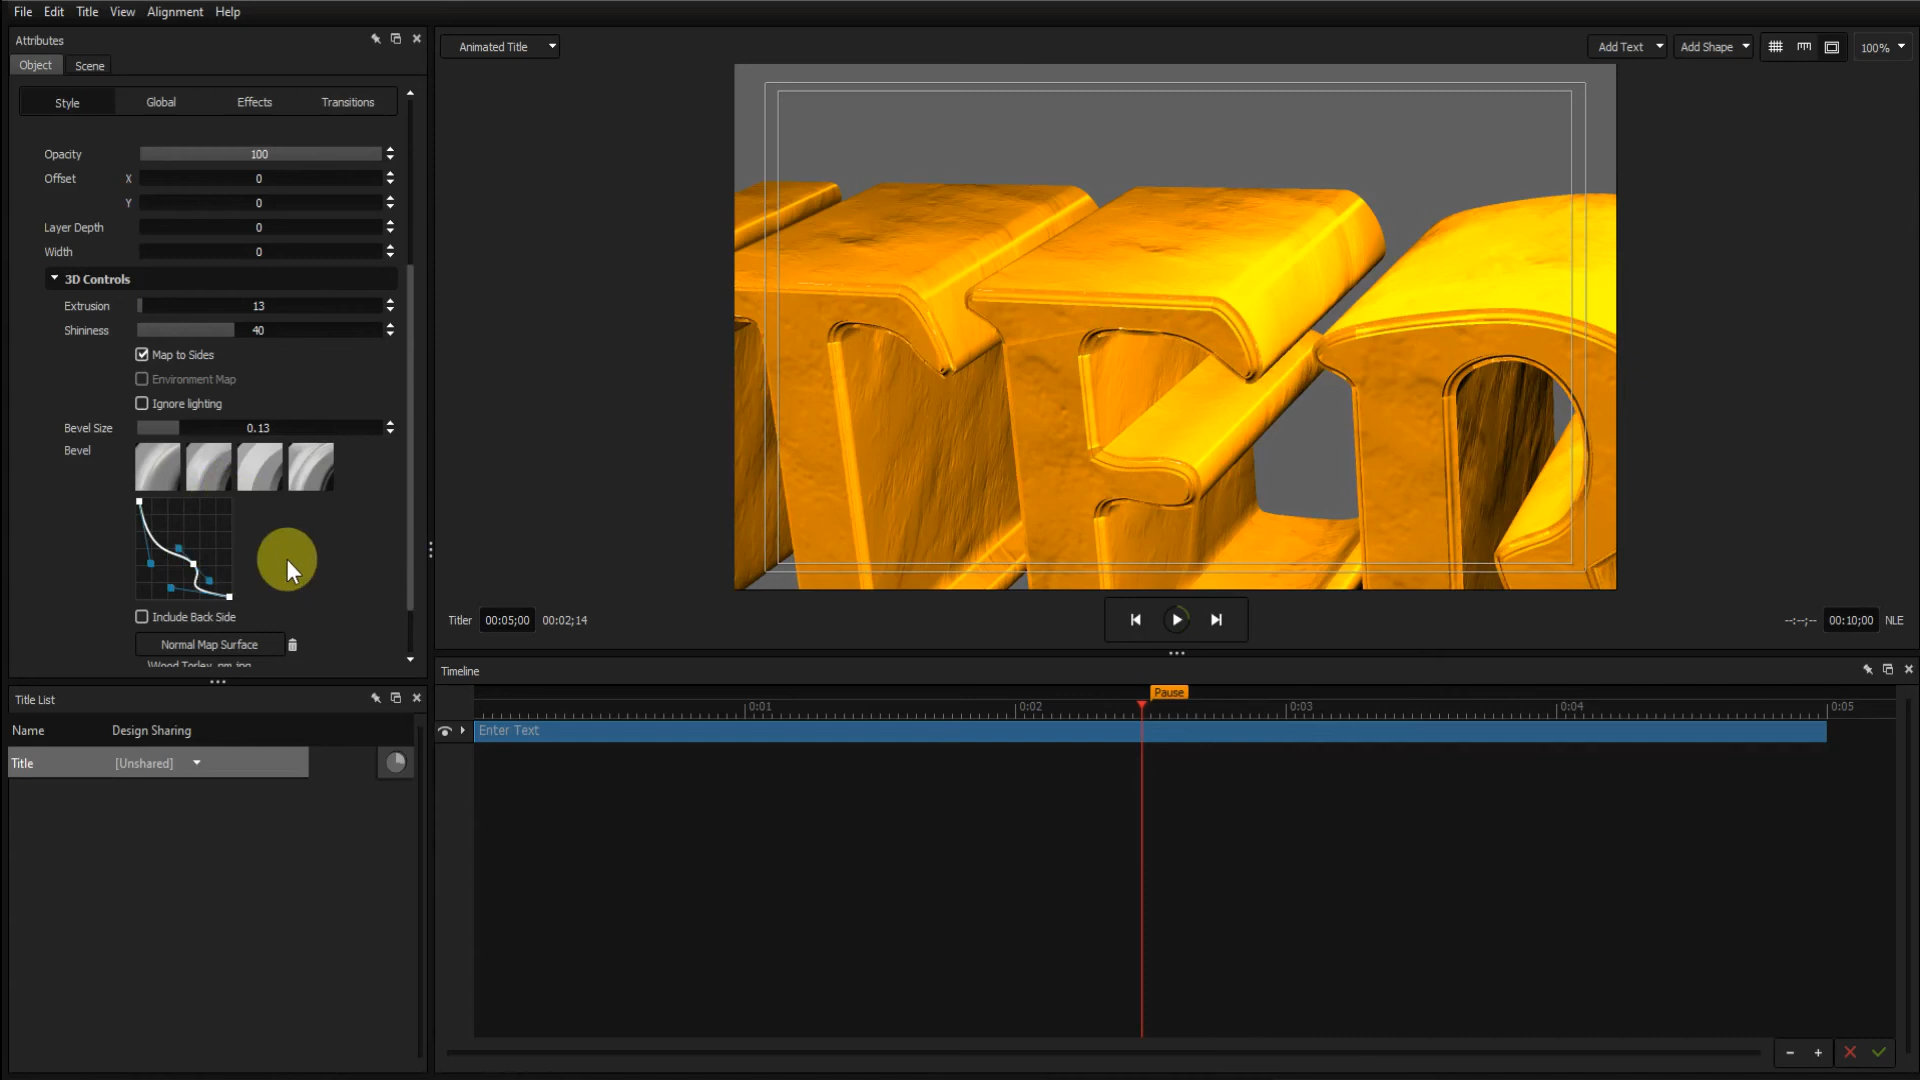 File Edit Title View Alignment Help
Attributes
Object Scene
Style Global Effects Transitions
Opacity 100
Offset X 0
Y 0
Layer Depth 0
Width 0
3D Controls
Extrusion 13
Shininess 40
Map to Sides
Environment Map
Ignore lighting
Bevel Size 0.13
Bevel
Include Back Side
Normal Map Surface
Title List
Name Design Sharing
Title [Unshared]
Animated Title
Add Text Add Shape 100%
Titler 00:05;00 00:02;14
--:--;-- 00:10;00 NLE
Timeline
Pause
0:01 0:02 0:03 0:04 0:05
Enter Text